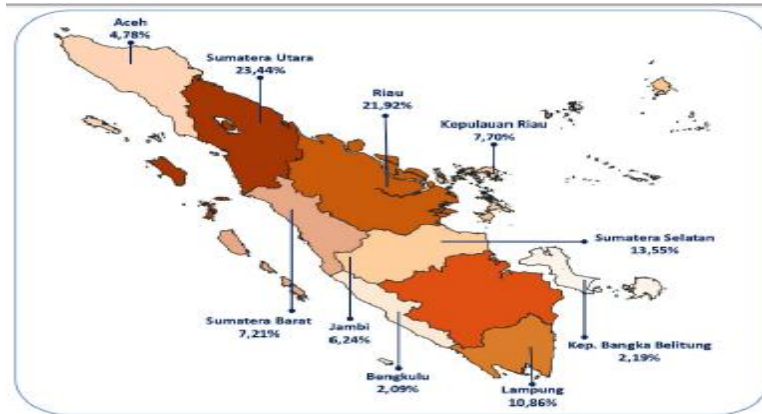 Aceh
4,78%
Sumatera Utara
23,44%
Riau
21,92%
Kepulauan Riau
7,70%
Sumatera Selatan
13,55%
Sumatera Barat
7,21%
Jambi
6,24%
Kep. Bangka Belitung
2,19%
Bengkulu
2,09%
Lampung
10,86%